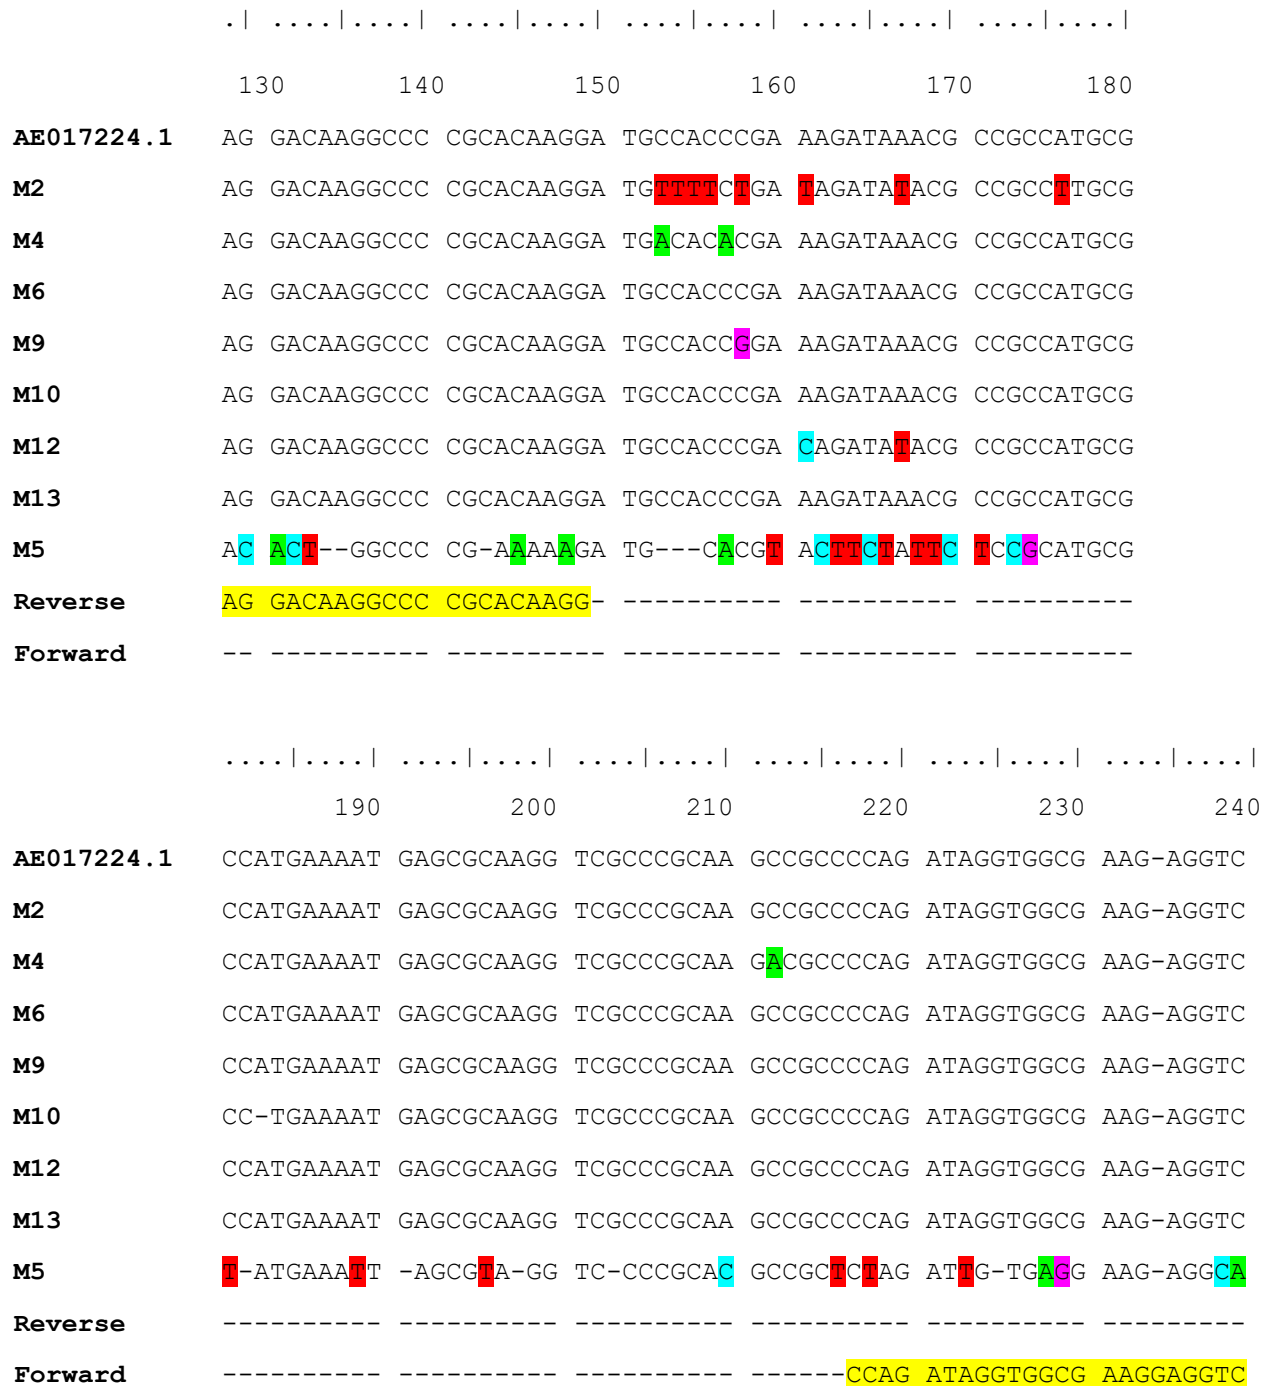 .| ....|....| ....|....| ....|....| ....|....| ....|....|
130 140 150 160 170 180
AE017224.1 AG GACAAGGCCC CGCACAAGGA TGCCACCCGA AAGATAAACG CCGCCATGCG
M2 AG GACAAGGCCC CGCACAAGGA TGTTTTCTGA TAGATATACG CCGCCTTGCG
M4 AG GACAAGGCCC CGCACAAGGA TGACACACGA AAGATAAACG CCGCCATGCG
M6 AG GACAAGGCCC CGCACAAGGA TGCCACCCGA AAGATAAACG CCGCCATGCG
M9 AG GACAAGGCCC CGCACAAGGA TGCCACCGGA AAGATAAACG CCGCCATGCG
M10 AG GACAAGGCCC CGCACAAGGA TGCCACCCGA AAGATAAACG CCGCCATGCG
M12 AG GACAAGGCCC CGCACAAGGA TGCCACCCGA CAGATATACG CCGCCATGCG
M13 AG GACAAGGCCC CGCACAAGGA TGCCACCCGA AAGATAAACG CCGCCATGCG
M5 AC ACT--GGCCC CG-AAAAAGA TG---CACGT ACTTCTATTC TCCGCATGCG
Reverse AG GACAAGGCCC CGCACAAGG- ---------- ---------- ----------
Forward -- ---------- ---------- ---------- ---------- ----------
....|....| ....|....| ....|....| ....|....| ....|....| ....|....|
190 200 210 220 230 240
AE017224.1 CCATGAAAAT GAGCGCAAGG TCGCCCGCAA GCCGCCCCAG ATAGGTGGCG AAG-AGGTC
M2 CCATGAAAAT GAGCGCAAGG TCGCCCGCAA GCCGCCCCAG ATAGGTGGCG AAG-AGGTC
M4 CCATGAAAAT GAGCGCAAGG TCGCCCGCAA GACGCCCCAG ATAGGTGGCG AAG-AGGTC
M6 CCATGAAAAT GAGCGCAAGG TCGCCCGCAA GCCGCCCCAG ATAGGTGGCG AAG-AGGTC
M9 CCATGAAAAT GAGCGCAAGG TCGCCCGCAA GCCGCCCCAG ATAGGTGGCG AAG-AGGTC
M10 CC-TGAAAAT GAGCGCAAGG TCGCCCGCAA GCCGCCCCAG ATAGGTGGCG AAG-AGGTC
M12 CCATGAAAAT GAGCGCAAGG TCGCCCGCAA GCCGCCCCAG ATAGGTGGCG AAG-AGGTC
M13 CCATGAAAAT GAGCGCAAGG TCGCCCGCAA GCCGCCCCAG ATAGGTGGCG AAG-AGGTC
M5 T-ATGAAATT -AGCGTA-GG TC-CCCGCAC GCCGCTCTAG ATTG-TGAGG AAG-AGGCA
Reverse ---------- ---------- ---------- ---------- ---------- ---------
Forward ---------- ---------- ---------- ------CCAG ATAGGTGGCG AAGGAGGTC